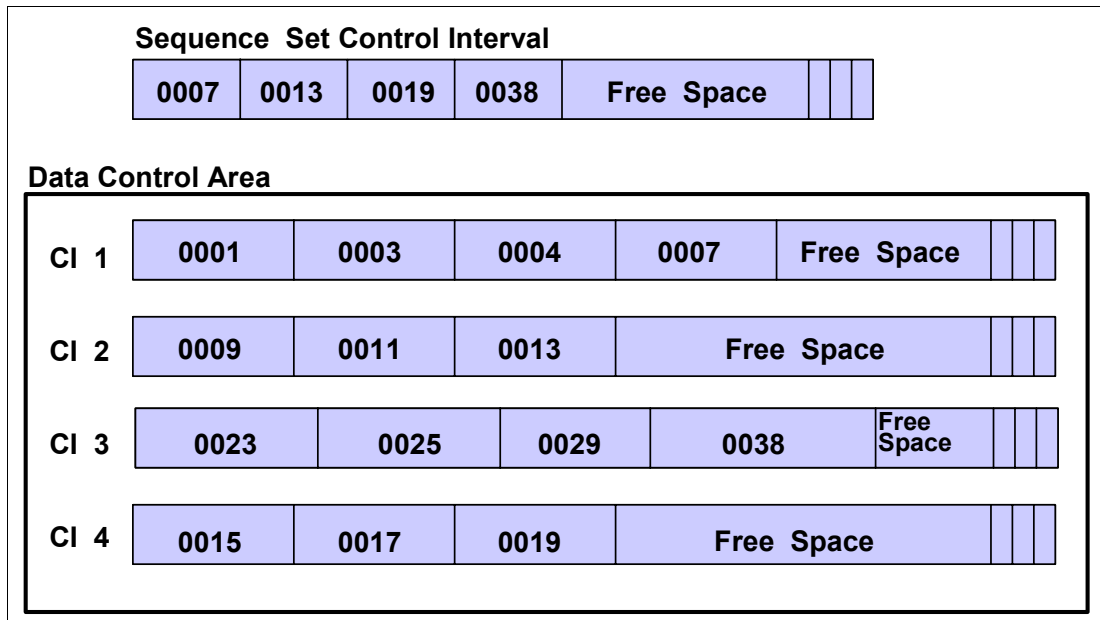 Sequence Set Control Interval
0007 0013 0019 0038 Free Space
Data Control Area
CI 1 0001 0003 0004 0007 Free Space
CI 2 0009 0011 0013 Free Space
CI 3 0023 0025 0029 0038 Free Space
CI 4 0015 0017 0019 Free Space